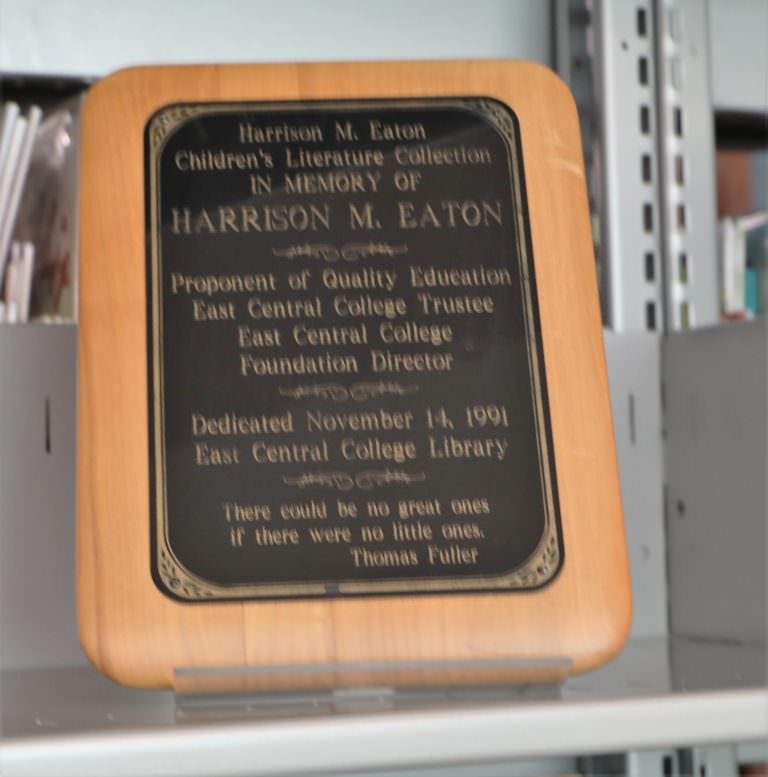 Harrison M. Eaton
Children's Literature Collection
IN MEMORY OF
HARRISON M. EATON
Proponent of Quality Education
East Central College Trustee
East Central College
Foundation Director
Dedicated November 14, 1991
East Central College Library
There could be no great ones
if there were no little ones.
Thomas Fuller